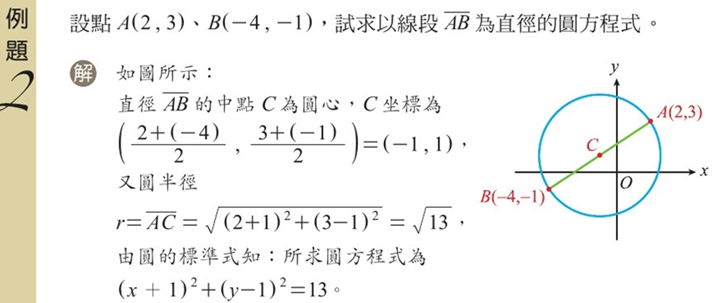 例題2
設點 A(2 , 3)、B(−4 , −1),試求以線段 A̅B̅ 為直徑的圓方程式。
解 如圖所示:
直徑 A̅B̅ 的中點 C 為圓心,C 坐標為
( (2+(−4))/2 , (3+(−1))/2 )=(−1 , 1),
又圓半徑
r=A̅C̅=√((2+1)²+(3−1)²) =√13,
由圓的標準式知:所求圓方程式為
(x + 1)²+(y−1)²=13。
y
A(2,3)
C
x
O
B(−4,−1)